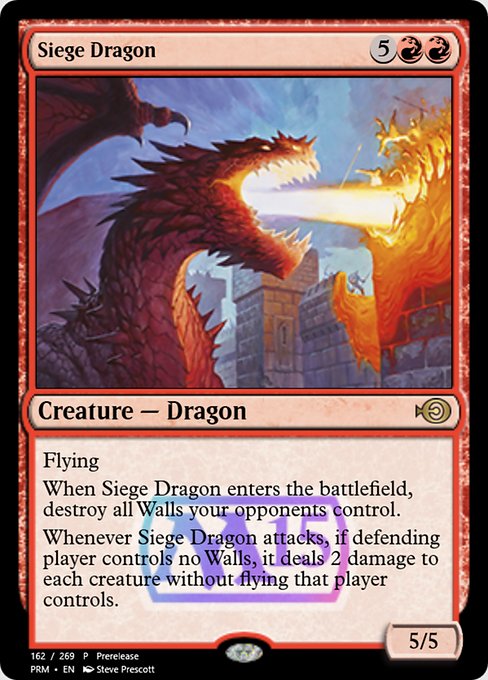 Siege Dragon 5
Creature — Dragon
Flying
When Siege Dragon enters the battlefield,
destroy all Walls your opponents control.
Whenever Siege Dragon attacks, if defending
player controls no Walls, it deals 2 damage to
each creature without flying that player
controls.
M15
5/5
162 / 269 P Prerelease
PRM • EN Steve Prescott